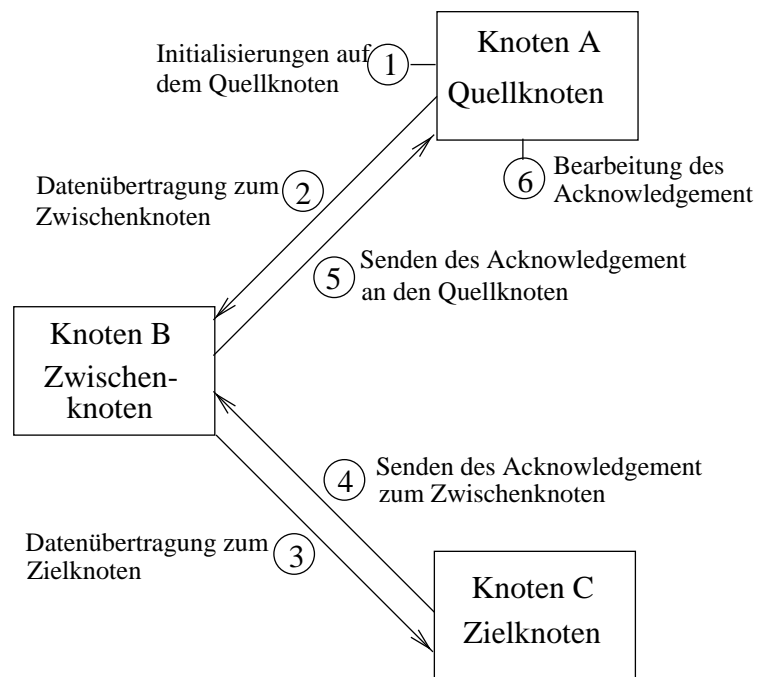 Knoten A
Quellknoten
Initialisierungen auf
dem Quellknoten
1
6
Bearbeitung des
Acknowledgement
Datenübertragung zum
Zwischenknoten
2
5
Senden des Acknowledgement
an den Quellknoten
Knoten B
Zwischen-
knoten
4
Senden des Acknowledgement
zum Zwischenknoten
Datenübertragung zum
Zielknoten
3
Knoten C
Zielknoten